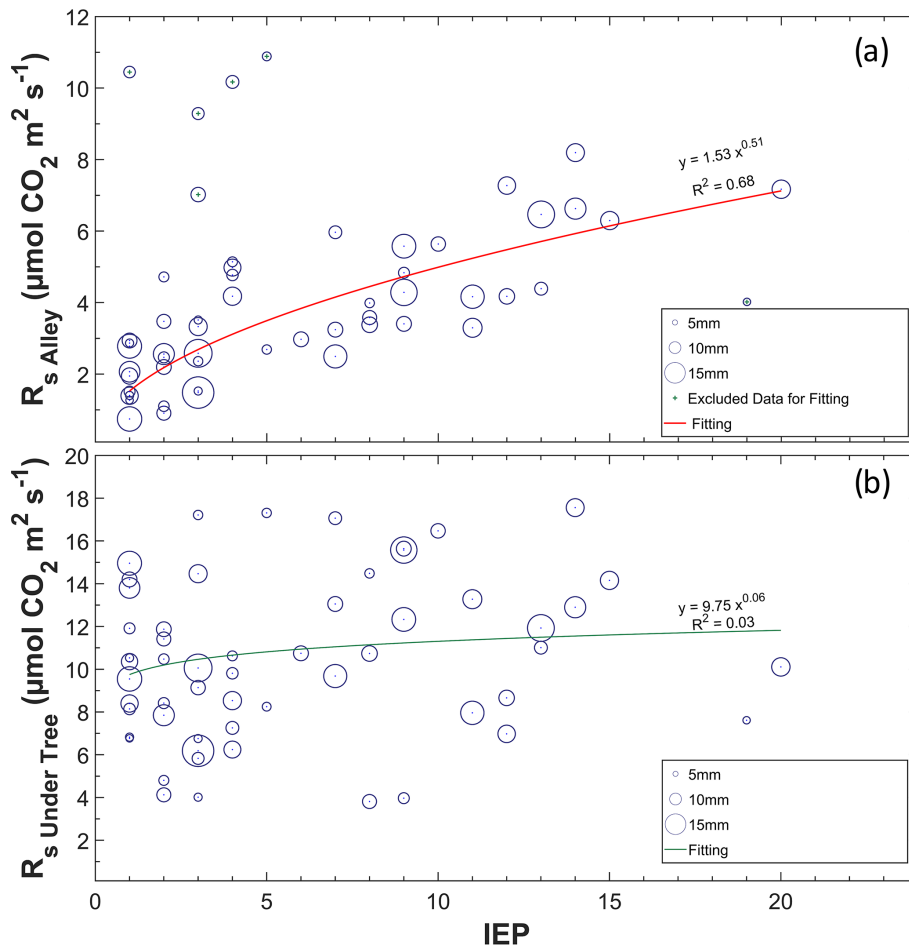 12
10
8
6
4
2
R_s Alley (µmol CO_2 m^2 s^-1)
(a)
y = 1.53 x^0.51
R^2 = 0.68
5mm
10mm
15mm
Excluded Data for Fitting
Fitting
20
18
16
14
12
10
8
6
4
2
R_s Under Tree (µmol CO_2 m^2 s^-1)
(b)
y = 9.75 x^0.06
R^2 = 0.03
5mm
10mm
15mm
Fitting
0 5 10 15 20
IEP